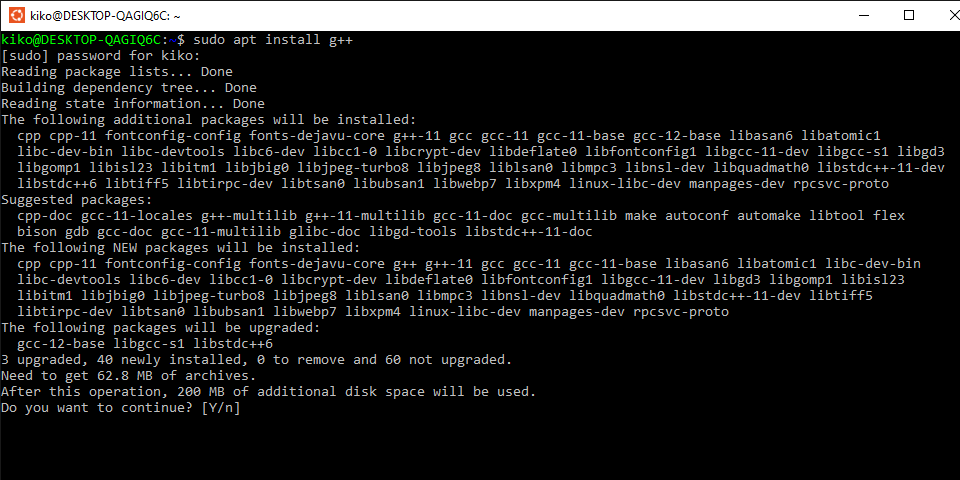 kiko@DESKTOP-QAGIQ6C: ~
kiko@DESKTOP-QAGIQ6C:~$ sudo apt install g++
[sudo] password for kiko:
Reading package lists... Done
Building dependency tree... Done
Reading state information... Done
The following additional packages will be installed:
  cpp cpp-11 fontconfig-config fonts-dejavu-core g++-11 gcc gcc-11 gcc-11-base gcc-12-base libasan6 libatomic1
  libc-dev-bin libc-devtools libc6-dev libcc1-0 libcrypt-dev libdeflate0 libfontconfig1 libgcc-11-dev libgcc-s1 libgd3
  libgomp1 libisl23 libitm1 libjbig0 libjpeg-turbo8 libjpeg8 liblsan0 libmpc3 libnsl-dev libquadmath0 libstdc++-11-dev
  libstdc++6 libtiff5 libtirpc-dev libtsan0 libubsan1 libwebp7 libxpm4 linux-libc-dev manpages-dev rpcsvc-proto
Suggested packages:
  cpp-doc gcc-11-locales g++-multilib g++-11-multilib gcc-11-doc gcc-multilib make autoconf automake libtool flex
  bison gdb gcc-doc gcc-11-multilib glibc-doc libgd-tools libstdc++-11-doc
The following NEW packages will be installed:
  cpp cpp-11 fontconfig-config fonts-dejavu-core g++ g++-11 gcc gcc-11 gcc-11-base libasan6 libatomic1 libc-dev-bin
  libc-devtools libc6-dev libcc1-0 libcrypt-dev libdeflate0 libfontconfig1 libgcc-11-dev libgd3 libgomp1 libisl23
  libitm1 libjbig0 libjpeg-turbo8 libjpeg8 liblsan0 libmpc3 libnsl-dev libquadmath0 libstdc++-11-dev libtiff5
  libtirpc-dev libtsan0 libubsan1 libwebp7 libxpm4 linux-libc-dev manpages-dev rpcsvc-proto
The following packages will be upgraded:
  gcc-12-base libgcc-s1 libstdc++6
3 upgraded, 40 newly installed, 0 to remove and 60 not upgraded.
Need to get 62.8 MB of archives.
After this operation, 200 MB of additional disk space will be used.
Do you want to continue? [Y/n]